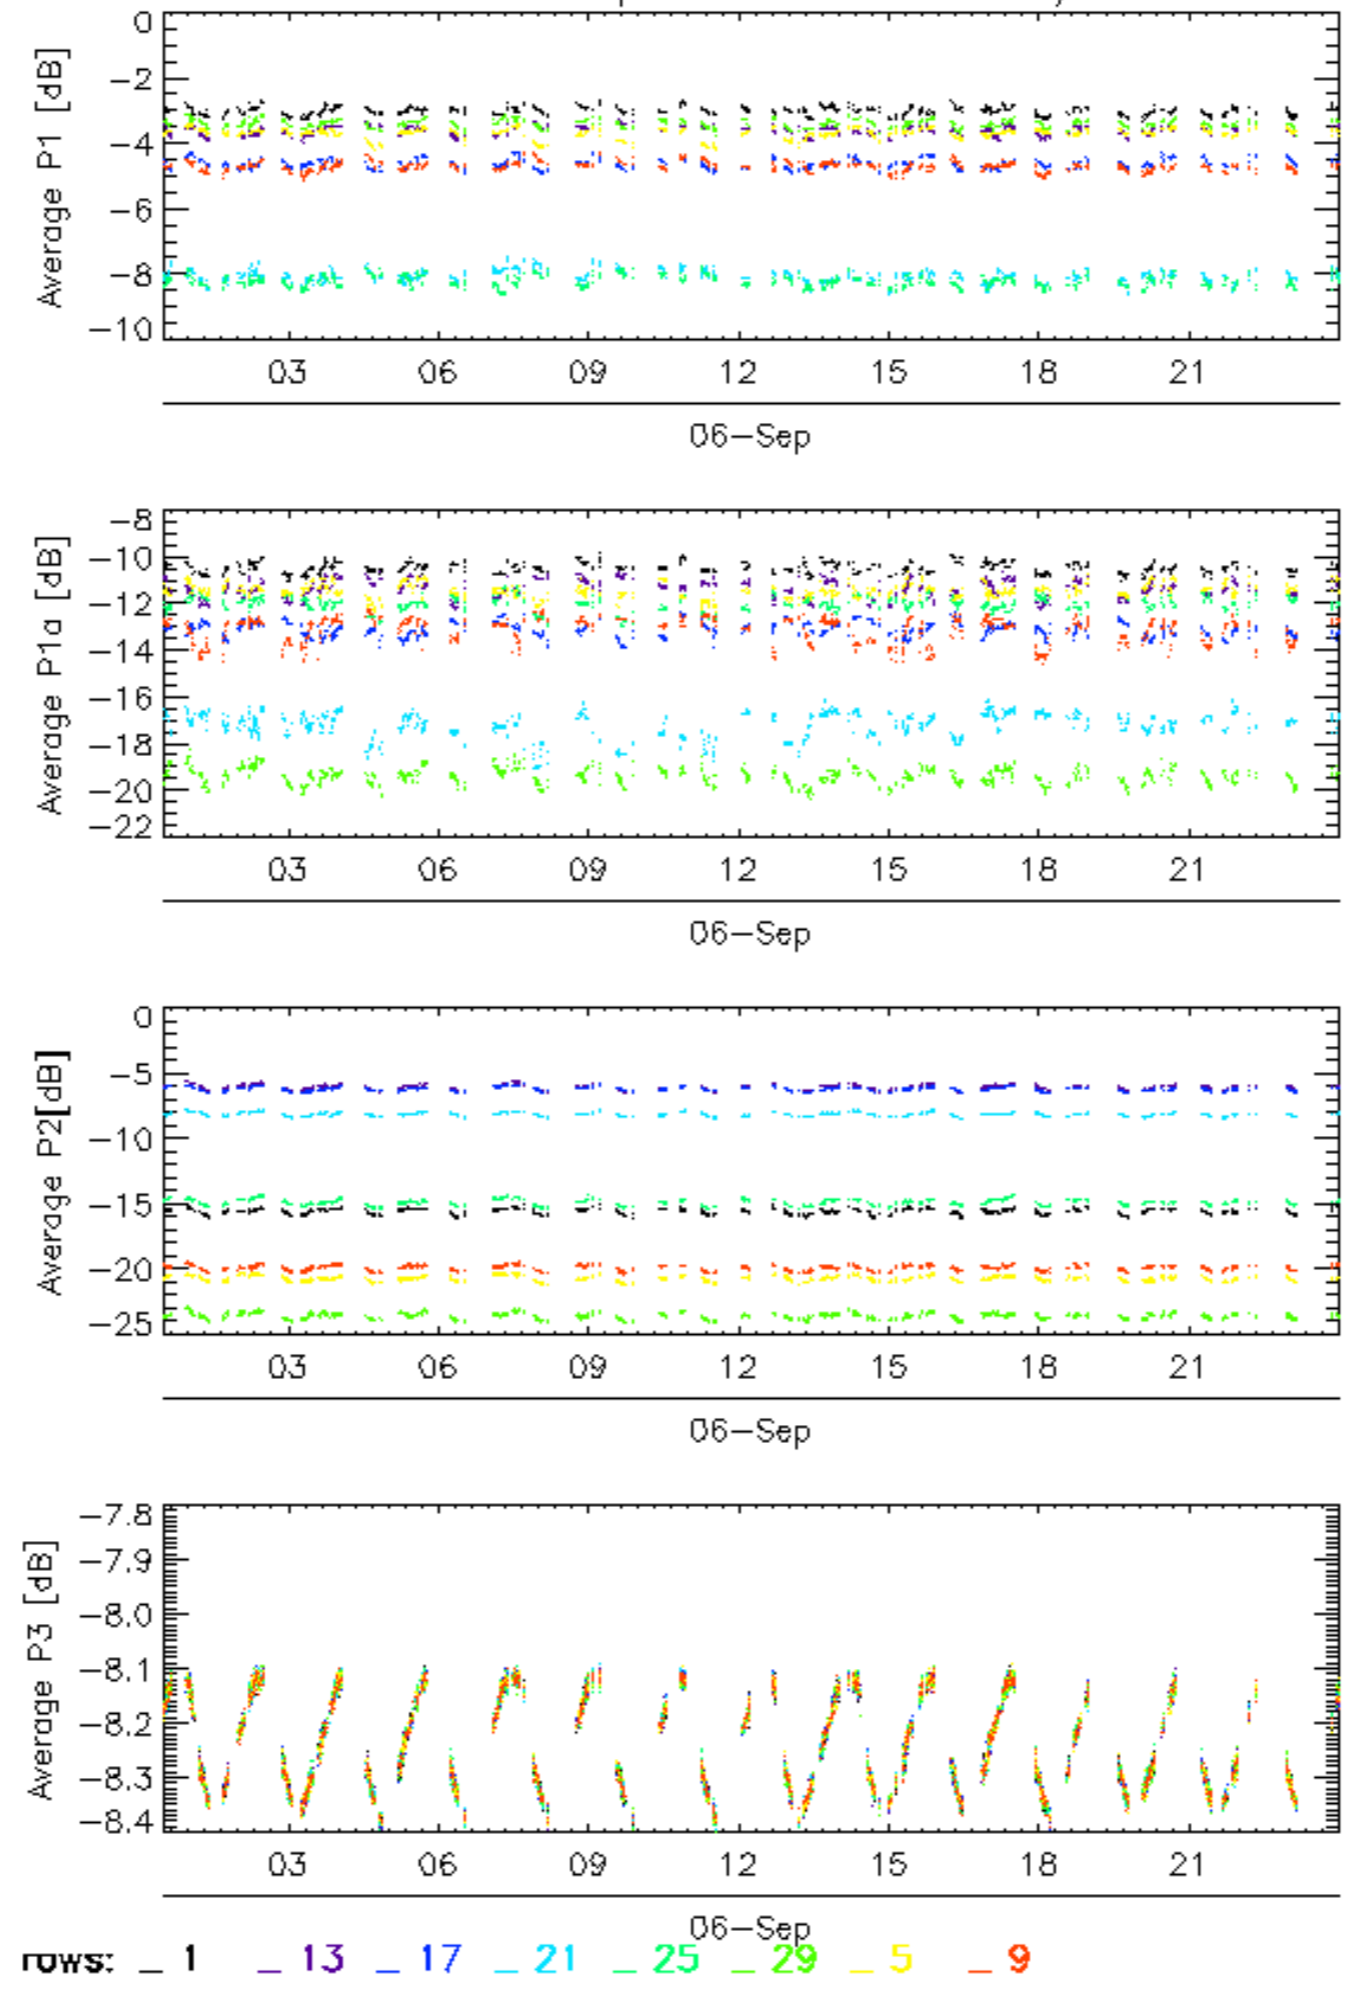 0
−2
−4
−6
−8
−10
Average P1 [dB]
03 06 09 12 15 18 21
06−Sep
−8
−10
−12
−14
−16
−18
−20
−22
Average P1a [dB]
03 06 09 12 15 18 21
06−Sep
0
−5
−10
−15
−20
−25
Average P2[dB]
03 06 09 12 15 18 21
06−Sep
−7.8
−7.9
−8.0
−8.1
−8.2
−8.3
−8.4
Average P3 [dB]
03 06 09 12 15 18 21
06−Sep
rows: _ 1 _ 13 _ 17 _ 21 _ 25 _ 29 _ 5 _ 9